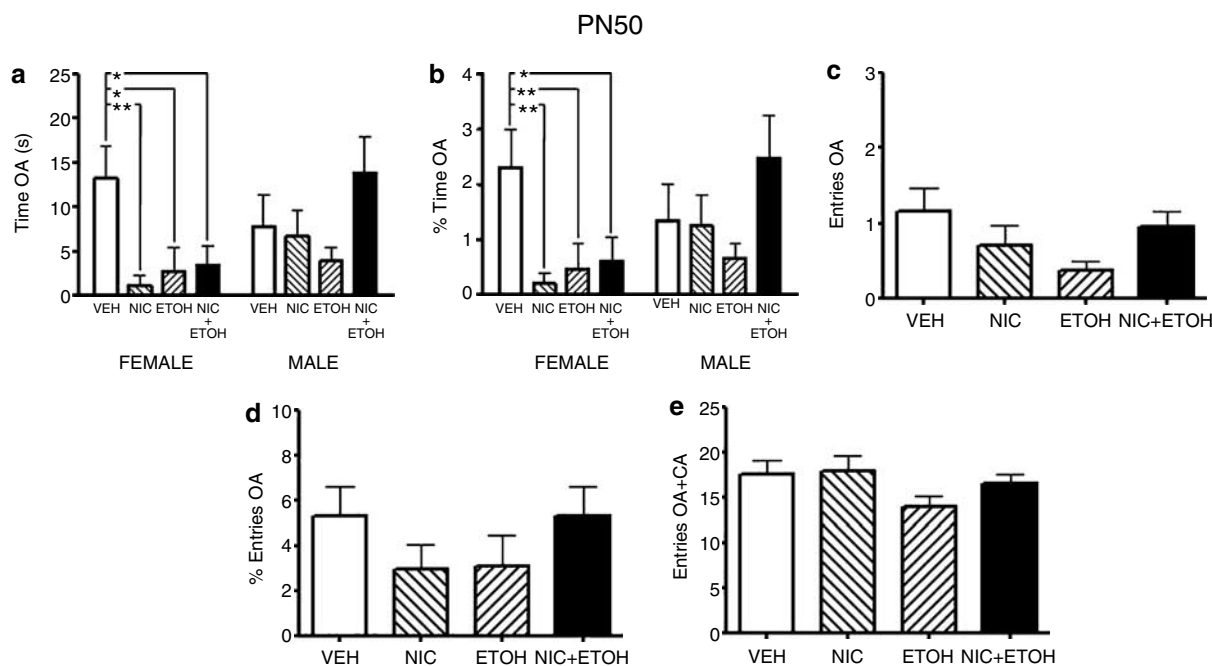 PN50
a
Time OA (s)
25
20
15
10
5
0
*
*
**
VEH NIC ETOH NIC + ETOH
VEH NIC ETOH NIC + ETOH
FEMALE MALE
b
% Time OA
4
3
2
1
0
*
**
**
VEH NIC ETOH NIC + ETOH
VEH NIC ETOH NIC + ETOH
FEMALE MALE
c
Entries OA
3
2
1
0
VEH NIC ETOH NIC+ETOH
d
% Entries OA
10
8
6
4
2
0
VEH NIC ETOH NIC+ETOH
e
Entries OA+CA
25
20
15
10
5
0
VEH NIC ETOH NIC+ETOH